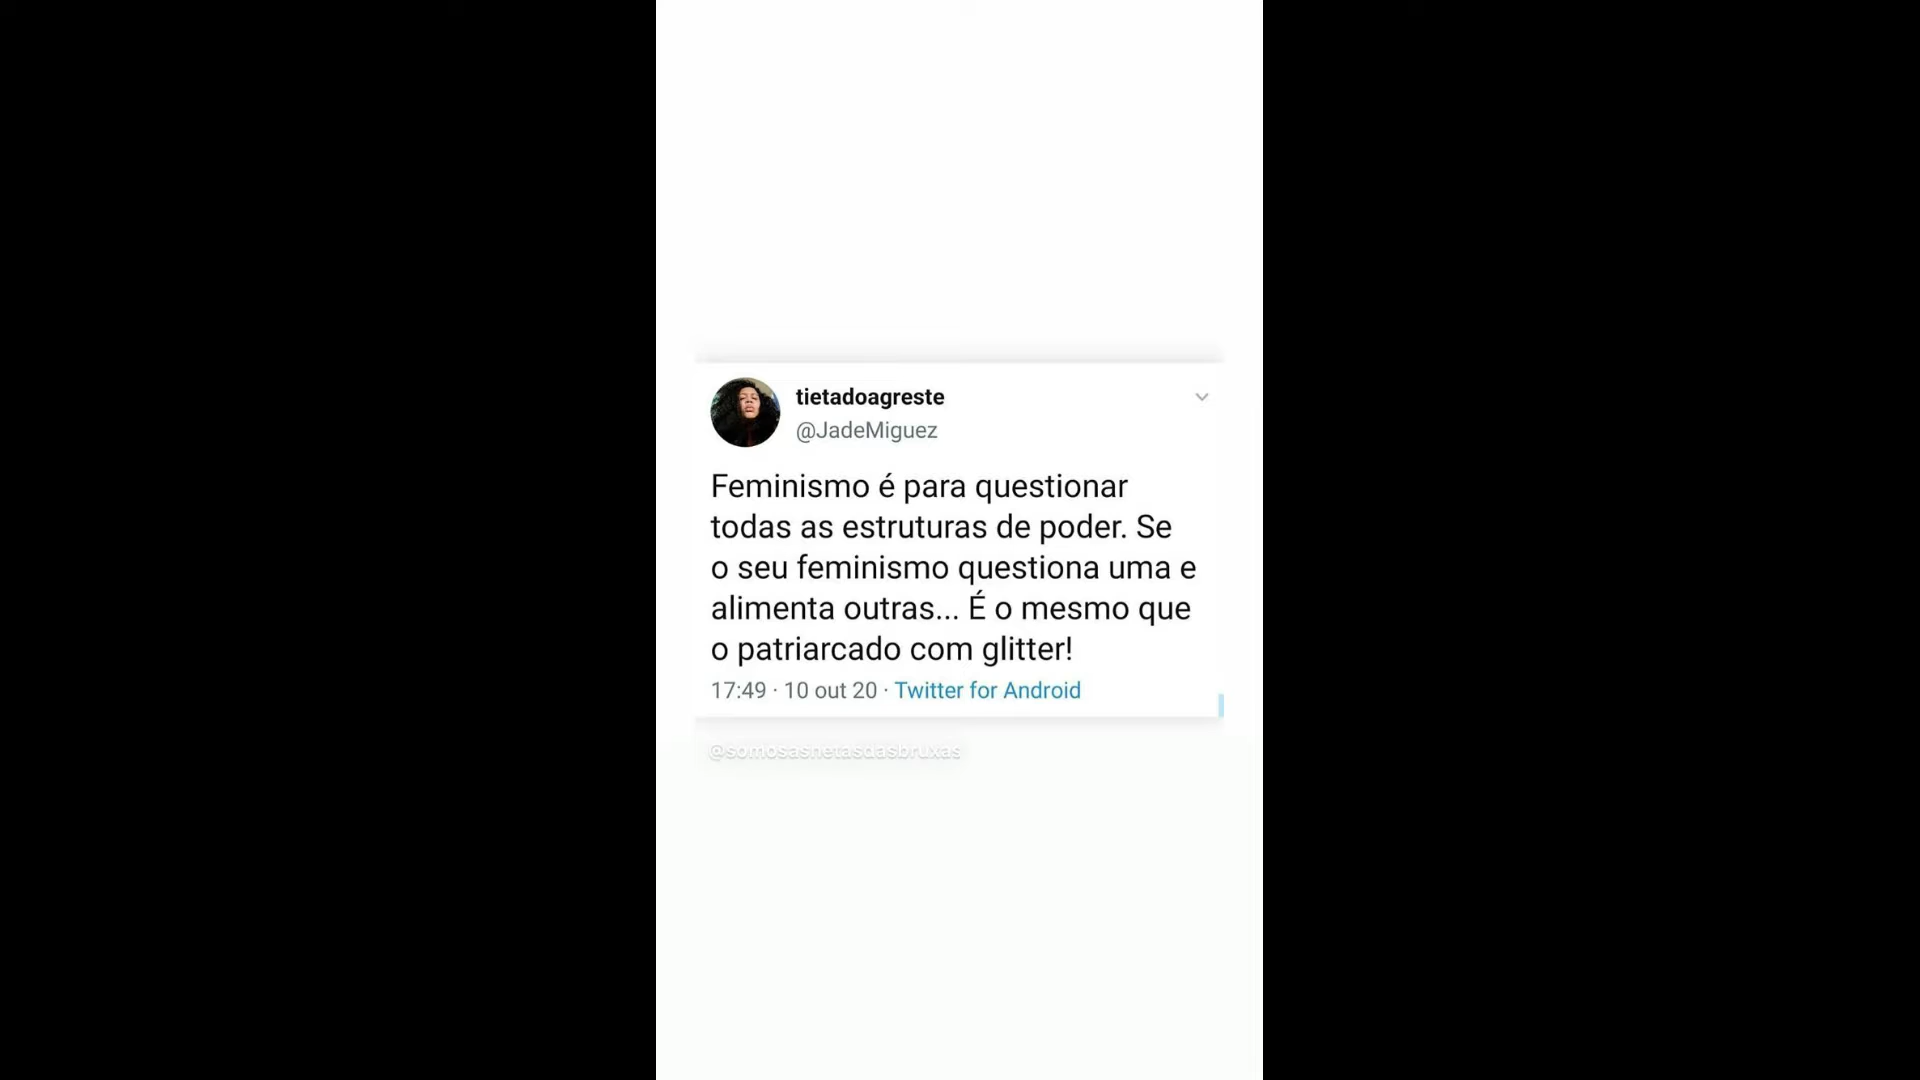 tietadoagreste
@JadeMiguez
Feminismo é para questionar
todas as estruturas de poder. Se
o seu feminismo questiona uma e
alimenta outras... É o mesmo que
o patriarcado com glitter!
17:49 · 10 out 20 · Twitter for Android
@somosasnetasdasbruxas